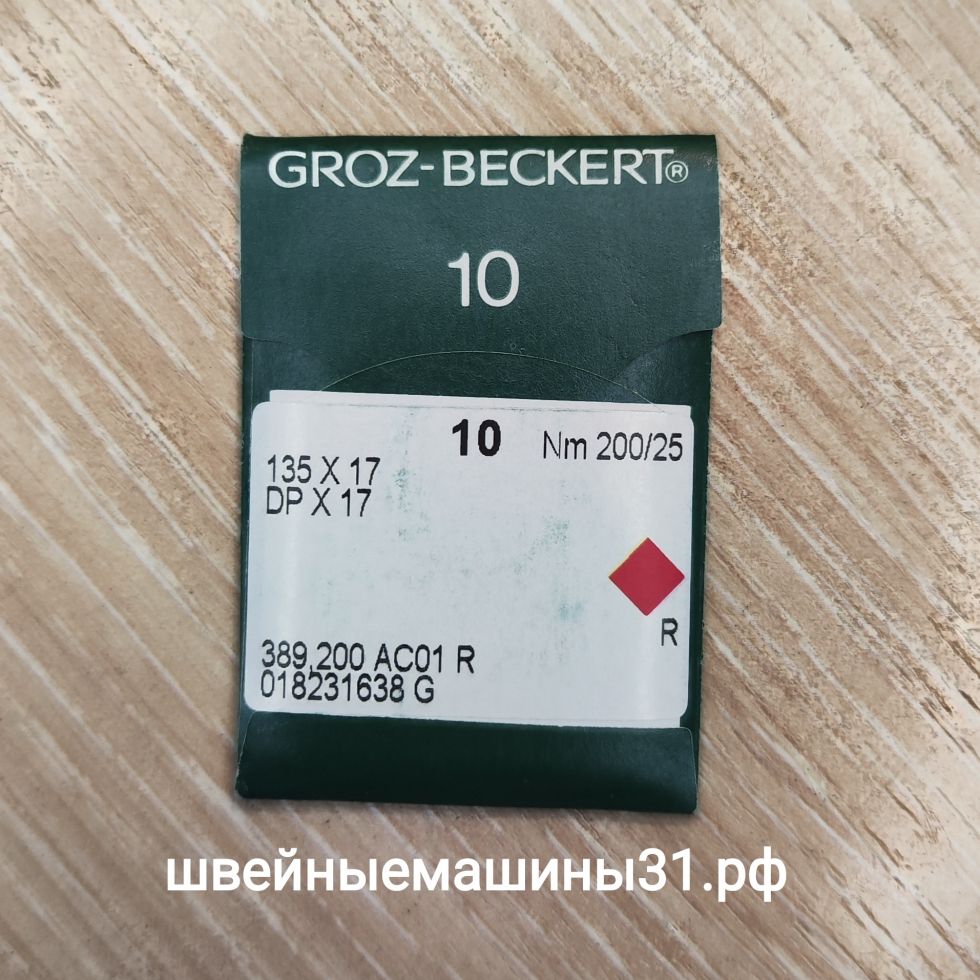 GROZ-BECKERT®
10
10 Nm 200/25
135 X 17
DP X 17
R
389,200 AC01 R
018231638 G
швейныемашины31.рф